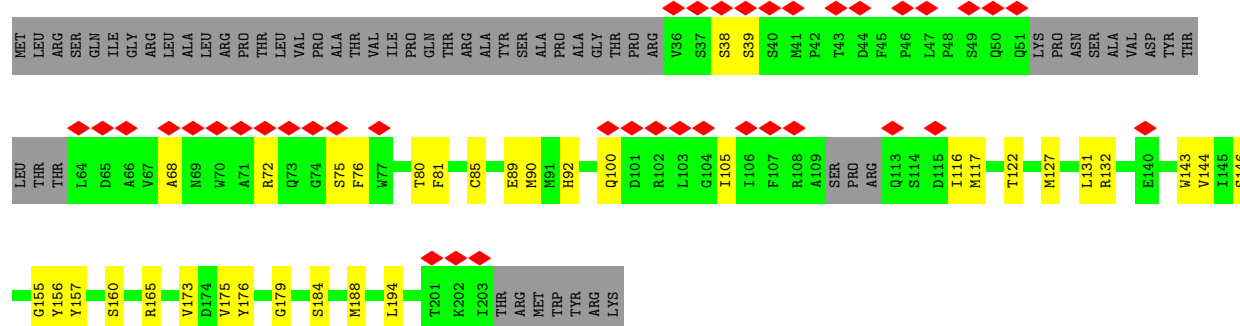 MET LEU ARG SER GLN ILE GLY ARG LEU ALA LEU ARG PRO THR LEU VAL PRO ALA THR VAL ILE PRO GLN THR ARG ALA TYR SER ALA PRO ALA GLY THR PRO ARG V36 S37 S38 S39 S40 M41 P42 T43 D44 F45 P46 L47 P48 S49 Q50 Q51 LYS PRO ASN SER ALA VAL ASP TYR THR
LEU THR THR L64 D65 A66 V67 A68 N69 W70 A71 R72 Q73 G74 S75 F76 W77 T80 F81 C85 E89 M90 M91 H92 Q100 D101 R102 L103 G104 I105 I106 F107 R108 A109 SER PRO ARG Q113 S114 D115 I116 M117 T122 M127 L131 R132 E140 W143 V144 I145 S146
G155 Y156 Y157 S160 R165 V173 D174 V175 Y176 G179 S184 M188 L194 T201 K202 I203 THR ARG MET TRP TYR ARG LYS